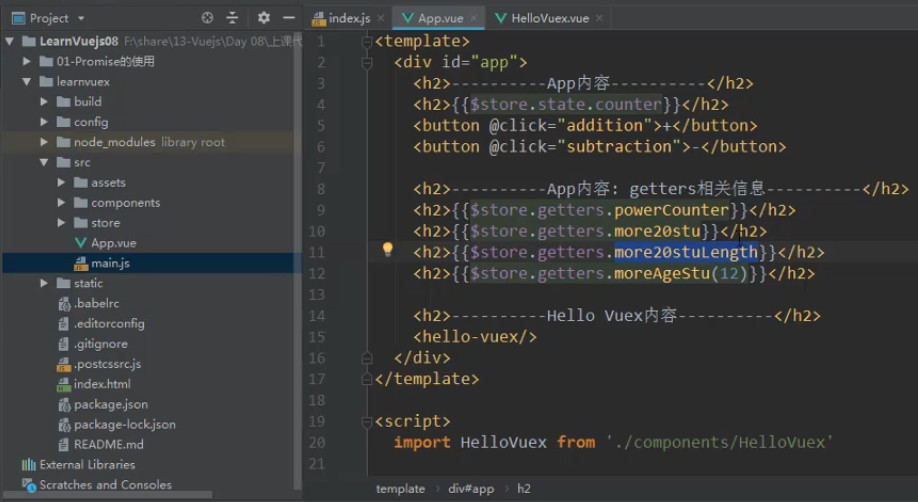 Project
index.js
App.vue
HelloVuex.vue
LearnVuejs08 F:\share\13-Vuejs\Day 08\上课代
01-Promise的使用
learnvuex
build
config
node_modules library root
src
assets
components
store
App.vue
main.js
static
.babelrc
.editorconfig
.gitignore
.postcssrc.js
index.html
package.json
package-lock.json
README.md
External Libraries
Scratches and Consoles
1 <template>
2 <div id="app">
3 <h2>----------App内容----------</h2>
4 <h2>{{$store.state.counter}}</h2>
5 <button @click="addition">+</button>
6 <button @click="subtraction">-</button>
7
8 <h2>----------App内容: getters相关信息----------</h2>
9 <h2>{{$store.getters.powerCounter}}</h2>
10 <h2>{{$store.getters.more20stu}}</h2>
11 <h2>{{$store.getters.more20stuLength}}</h2>
12 <h2>{{$store.getters.moreAgeStu(12)}}</h2>
13
14 <h2>----------Hello Vuex内容----------</h2>
15 <hello-vuex/>
16 </div>
17 </template>
18
19 <script>
20 import HelloVuex from './components/HelloVuex'
21
template › div#app › h2